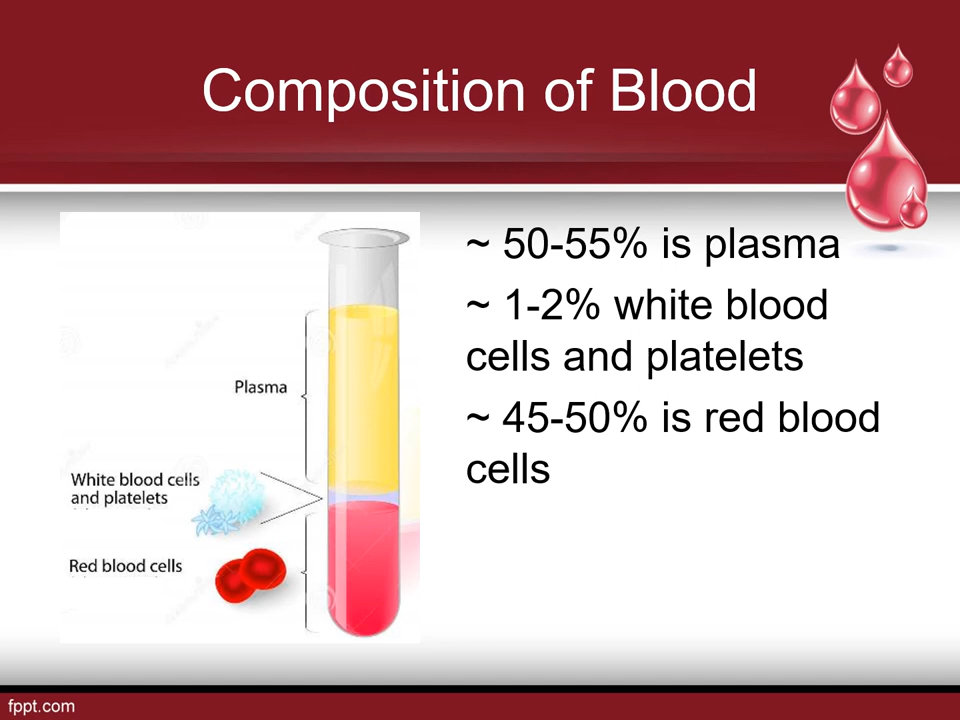 Composition of Blood
~ 50-55% is plasma
~ 1-2% white blood
cells and platelets
~ 45-50% is red blood
cells
Plasma
White blood cells
and platelets
Red blood cells
fppt.com